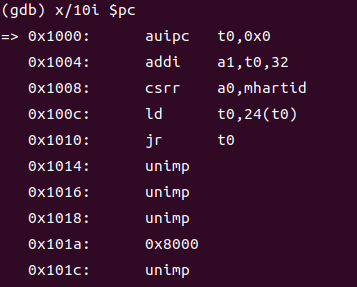 (gdb) x/10i $pc
=> 0x1000:	auipc	t0,0x0
   0x1004:	addi	a1,t0,32
   0x1008:	csrr	a0,mhartid
   0x100c:	ld	t0,24(t0)
   0x1010:	jr	t0
   0x1014:	unimp
   0x1016:	unimp
   0x1018:	unimp
   0x101a:	0x8000
   0x101c:	unimp